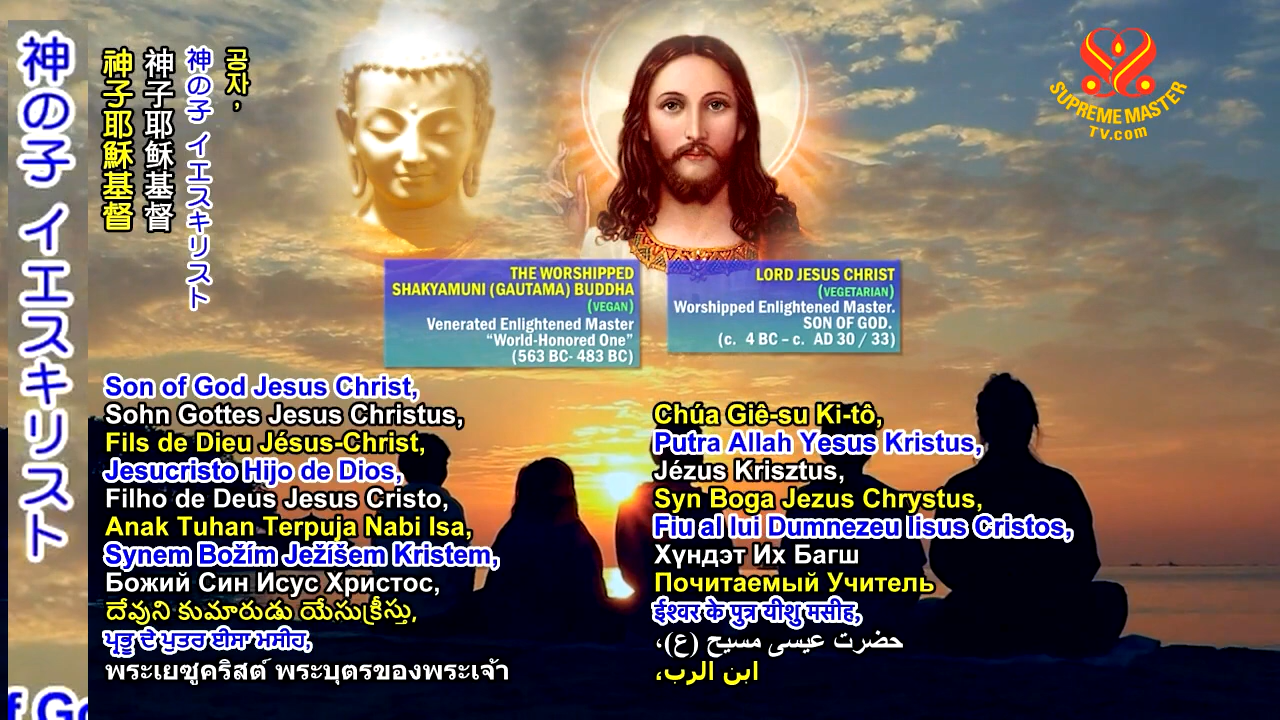 神の子 イエスキリスト
神子耶穌基督
神子耶稣基督
神の子 イエスキリスト
공자,
SUPREME MASTER
TV.com
THE WORSHIPPED
SHAKYAMUNI (GAUTAMA) BUDDHA
(VEGAN)
Venerated Enlightened Master
“World-Honored One”
(563 BC- 483 BC)
LORD JESUS CHRIST
(VEGETARIAN)
Worshipped Enlightened Master.
SON OF GOD.
(c. 4 BC – c. AD 30 / 33)
Son of God Jesus Christ,
Sohn Gottes Jesus Christus,
Fils de Dieu Jésus-Christ,
Jesucristo Hijo de Dios,
Filho de Deus Jesus Cristo,
Anak Tuhan Terpuja Nabi Isa,
Synem Božím Ježíšem Kristem,
Божий Син Исус Христос,
దేవుని కుమారుడు యేసుక్రీస్తు,
ਪ੍ਰਭੂ ਦੇ ਪੁਤਰ ਈਸਾ ਮਸੀਹ,
พระเยซูคริสต์ พระบุตรของพระเจ้า
Chúa Giê-su Ki-tô,
Putra Allah Yesus Kristus,
Jézus Krisztus,
Syn Boga Jezus Chrystus,
Fiu al lui Dumnezeu Iisus Cristos,
Хүндэт Их Багш
Почитаемый Учитель
ईश्वर के पुत्र यीशु मसीह,
حضرت عیسی مسیح (ع)،
ابن الرب،